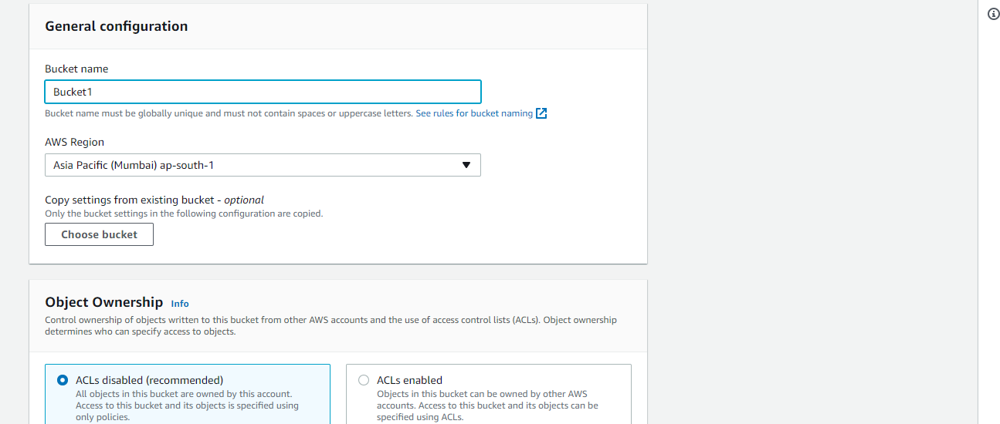 General configuration
Bucket name
Bucket1
Bucket name must be globally unique and must not contain spaces or uppercase letters. See rules for bucket naming
AWS Region
Asia Pacific (Mumbai) ap-south-1
Copy settings from existing bucket - optional
Only the bucket settings in the following configuration are copied.
Choose bucket
Object Ownership Info
Control ownership of objects written to this bucket from other AWS accounts and the use of access control lists (ACLs). Object ownership
determines who can specify access to objects.
ACLs disabled (recommended)
All objects in this bucket are owned by this account.
Access to this bucket and its objects is specified using
only policies.
ACLs enabled
Objects in this bucket can be owned by other AWS
accounts. Access to this bucket and its objects can be
specified using ACLs.